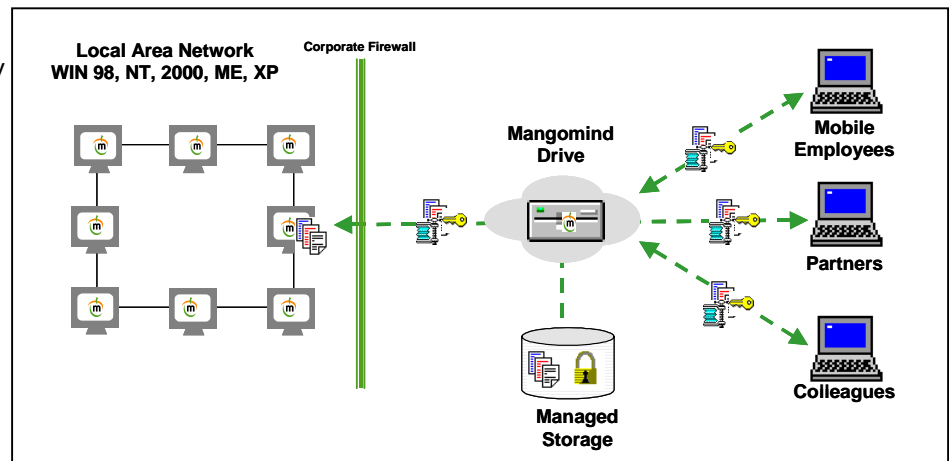 Local Area Network
WIN 98, NT, 2000, ME, XP
Corporate Firewall
y
m
m
m
m
m
m
m
m
Mangomind
Drive
m
Managed
Storage
Mobile
Employees
Partners
Colleagues